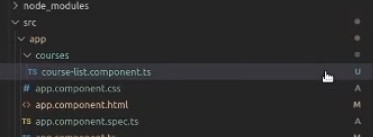 node_modules
src
app
courses
TS course-list.component.ts U
# app.component.css A
<> app.component.html M
TS app.component.spec.ts A